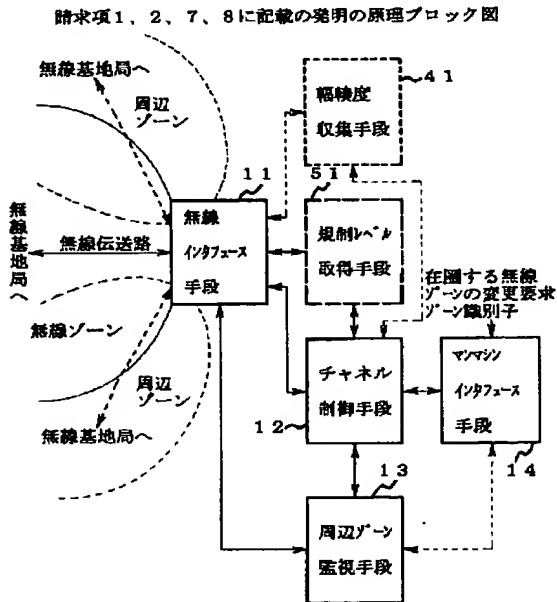 請求項１、２、７、８に記載の発明の原理ブロック図
無線基地局へ
周辺
ゾーン
41
輻輳度
収集手段
11
無線
インタフェース
手段
51
規制レベル
取得手段
無線基地局へ
無線伝送路
在圏する無線
ゾーンの変更要求
ゾーン識別子
無線ゾーン
周辺
ゾーン
無線基地局へ
チャネル
制御手段
12
マンマシン
インタフェース
手段
14
13
周辺ゾーン
監視手段